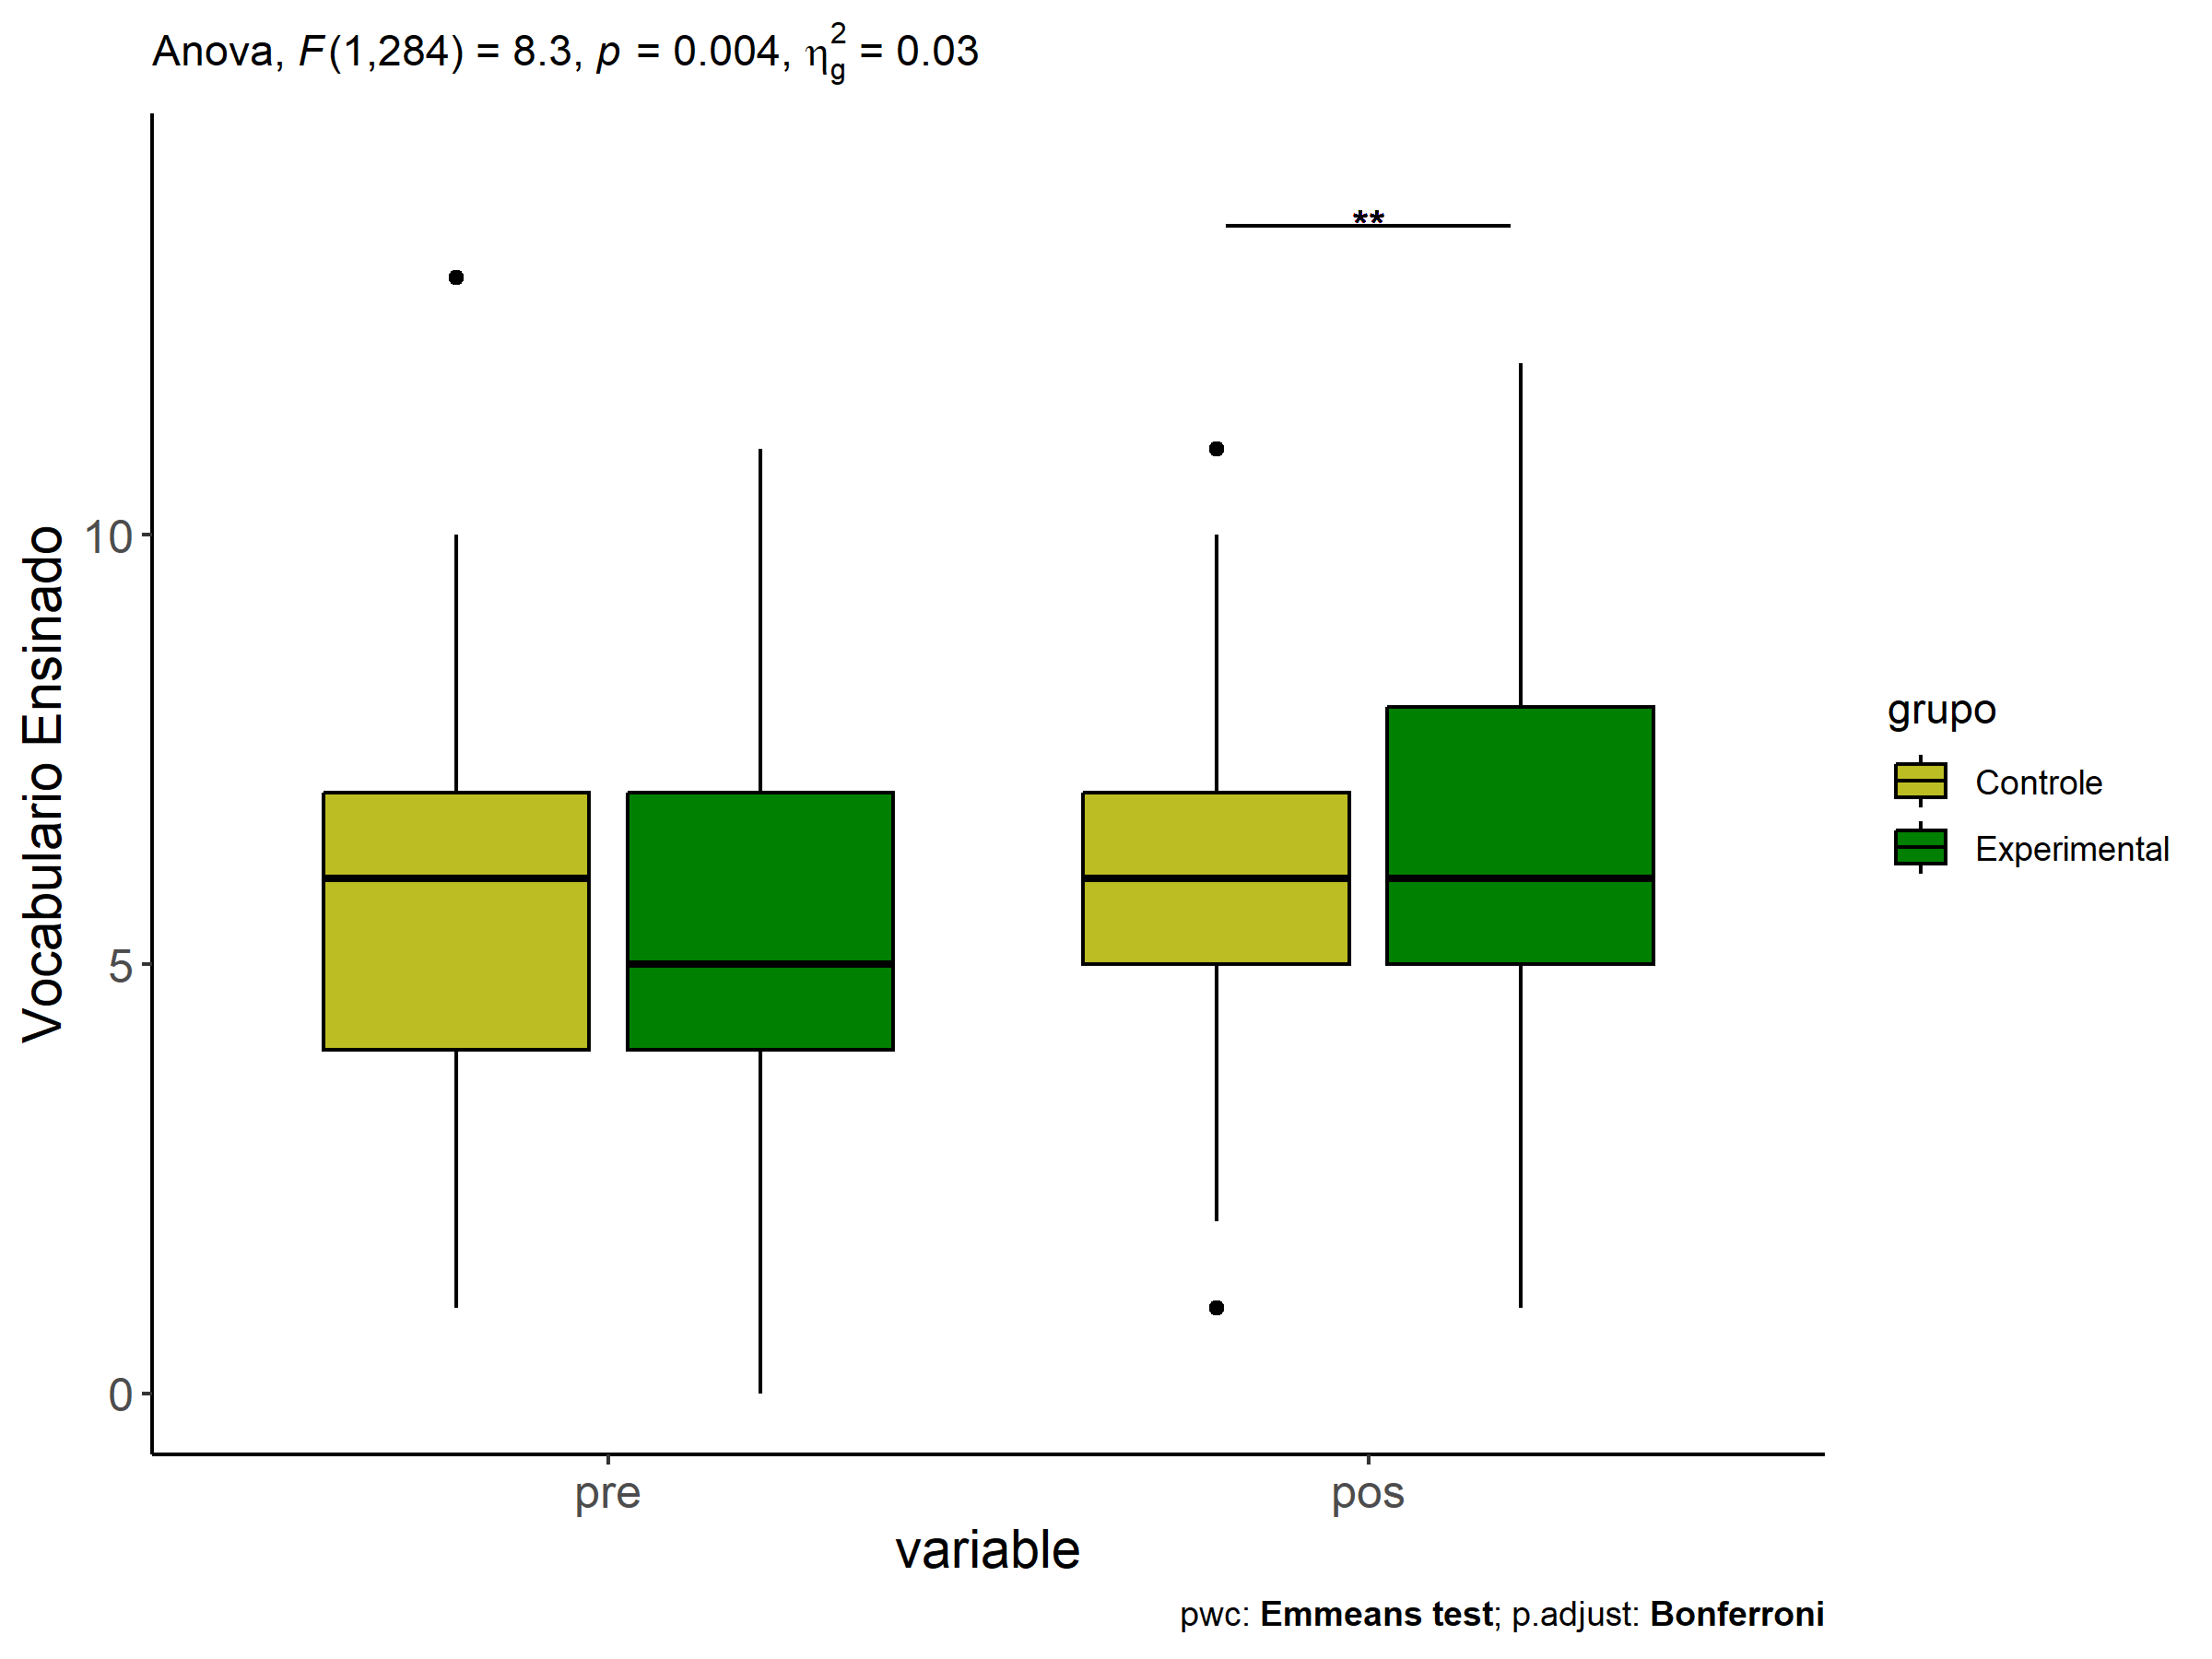 Anova, F(1,284) = 8.3, p = 0.004, η²g = 0.03
**
Vocabulario Ensinado
10
5
0
pre
pos
variable
grupo
Controle
Experimental
pwc: Emmeans test; p.adjust: Bonferroni